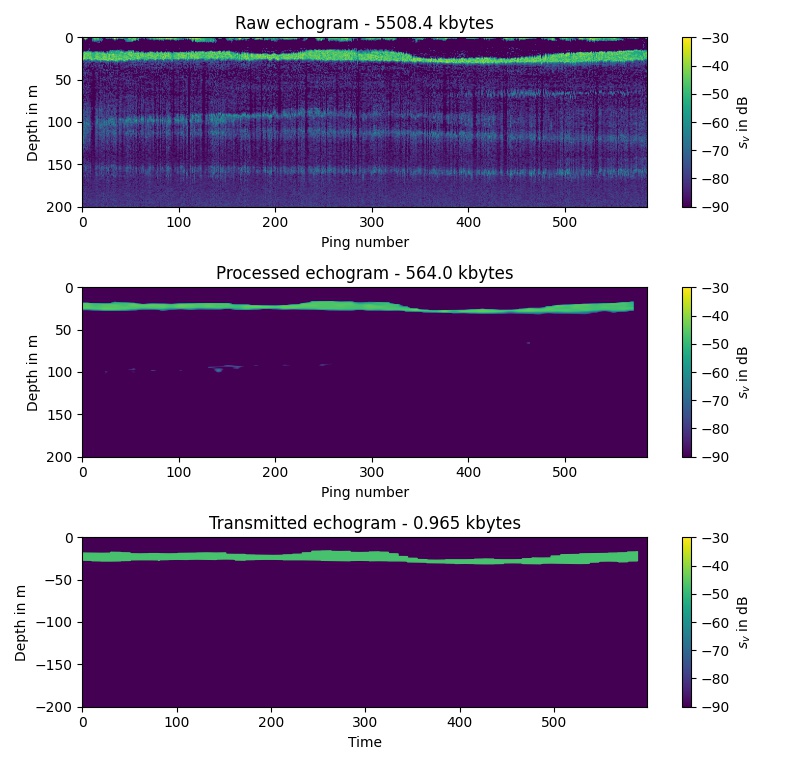 Raw echogram - 5508.4 kbytes
0
50
100
150
200
Depth in m
0 100 200 300 400 500
Ping number
−30
−40
−50
−60
−70
−80
−90
sv in dB
Processed echogram - 564.0 kbytes
0
50
100
150
200
Depth in m
0 100 200 300 400 500
Ping number
−30
−40
−50
−60
−70
−80
−90
sv in dB
Transmitted echogram - 0.965 kbytes
0
−50
−100
−150
−200
Depth in m
0 100 200 300 400 500
Time
−30
−40
−50
−60
−70
−80
−90
sv in dB